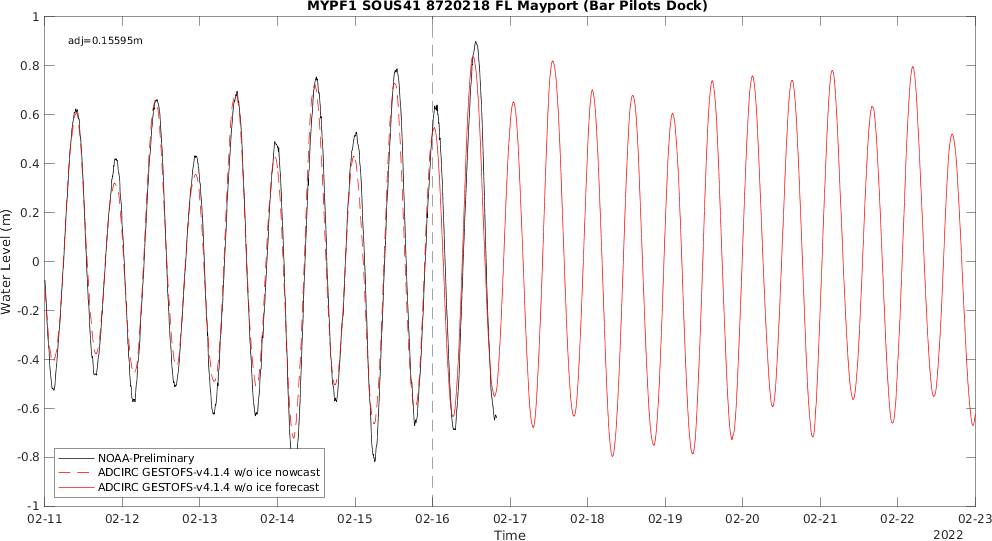 MYPF1 SOUS41 8720218 FL Mayport (Bar Pilots Dock)
adj=0.15595m
1
0.8
0.6
0.4
0.2
0
-0.2
-0.4
-0.6
-0.8
-1
Water Level (m)
NOAA-Preliminary
ADCIRC GESTOFS-v4.1.4 w/o ice nowcast
ADCIRC GESTOFS-v4.1.4 w/o ice forecast
02-11 02-12 02-13 02-14 02-15 02-16 02-17 02-18 02-19 02-20 02-21 02-22 02-23
Time
2022